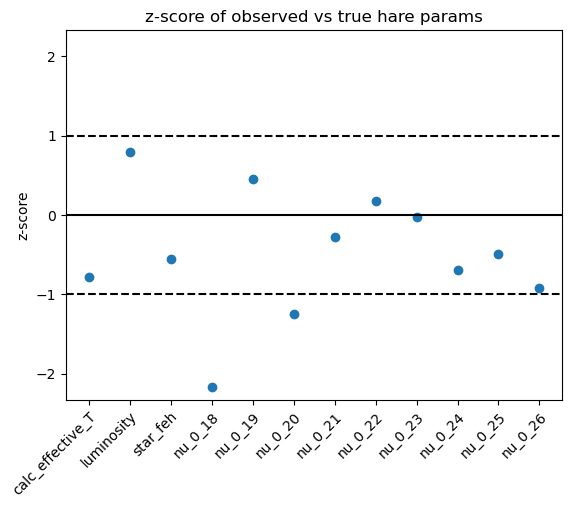 z-score of observed vs true hare params
2
1
0
−1
−2
z-score
calc_effective_T
luminosity
star_feh
nu_0_18
nu_0_19
nu_0_20
nu_0_21
nu_0_22
nu_0_23
nu_0_24
nu_0_25
nu_0_26